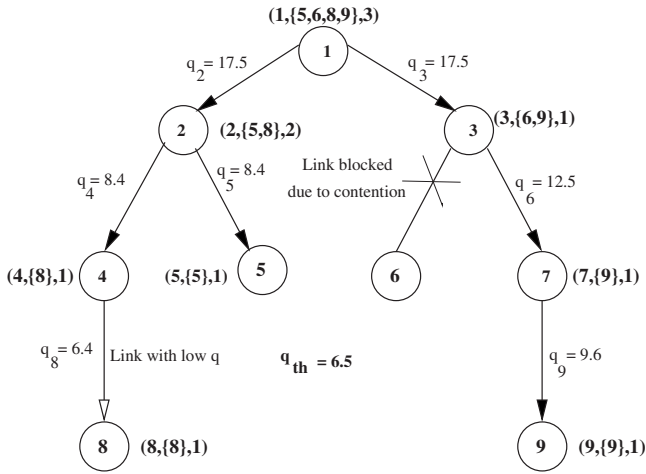 (1,{5,6,8,9},3)
1
q2 = 17.5
q3 = 17.5
2
(2,{5,8},2)
3
(3,{6,9},1)
Link blocked
due to contention
q4 = 8.4
q5 = 8.4
q6 = 12.5
(4,{8},1)
4
(5,{5},1)
5
6
7
(7,{9},1)
q8 = 6.4
Link with low q
qth = 6.5
q9 = 9.6
8
(8,{8},1)
9
(9,{9},1)